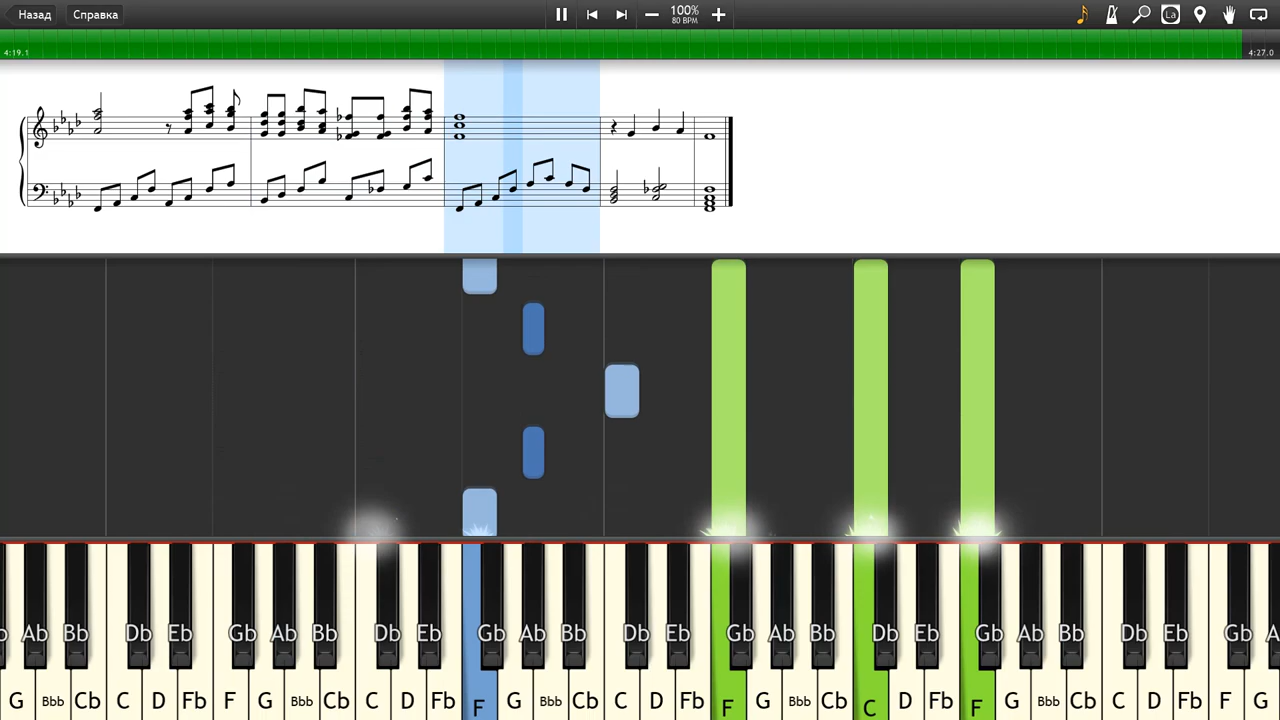 Назад Справка 100% La
80 BPM
4:19.1 4:27.0
Ab Bb Db Eb Gb Ab Bb Db Eb Gb Ab Bb Db Eb Gb Ab Bb Db Eb Gb Ab Bb Db Eb Gb
G Bbb Cb C D Fb F G Bbb Cb C D Fb F G Bbb Cb C D Fb F G Bbb Cb C D Fb F G Bbb Cb C D Fb F G